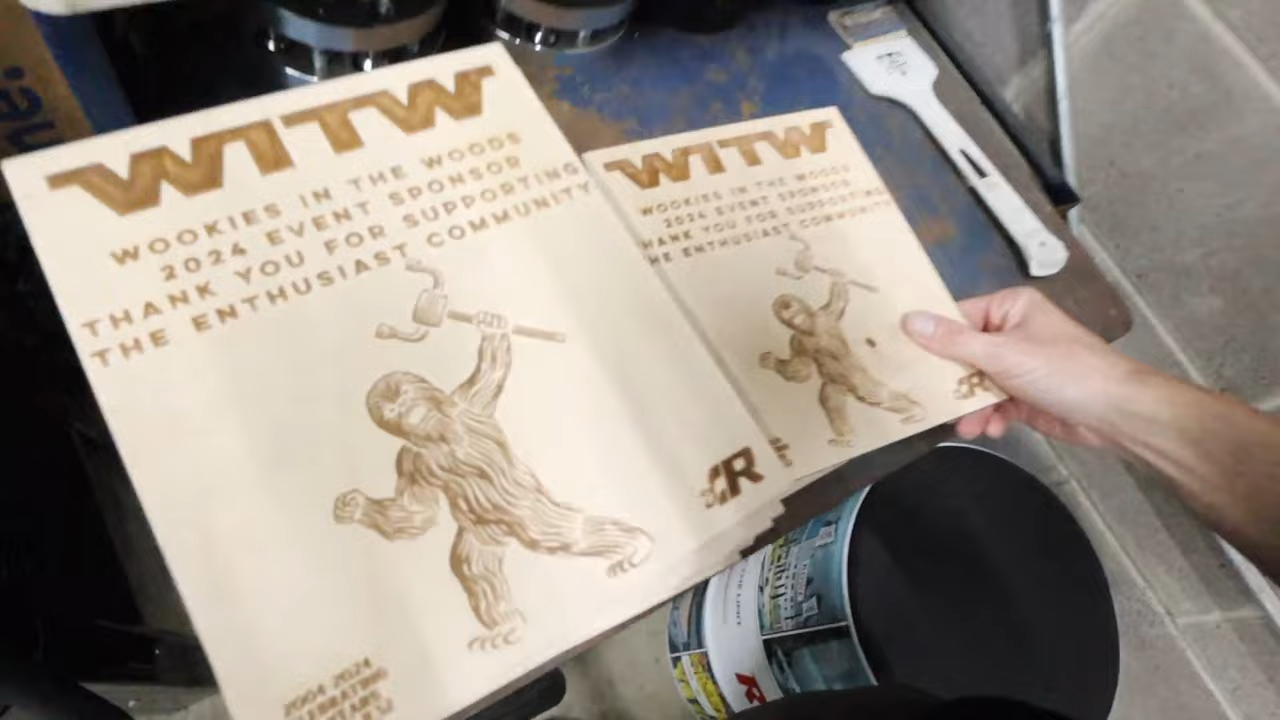 WITW
WOOKIES IN THE WOODS
2024 EVENT SPONSOR
THANK YOU FOR SUPPORTING
THE ENTHUSIAST COMMUNITY
R
2004-2024
WITW
WOOKIES IN THE WOODS
2024 EVENT SPONSOR
THANK YOU FOR SUPPORTING
THE ENTHUSIAST COMMUNITY
R